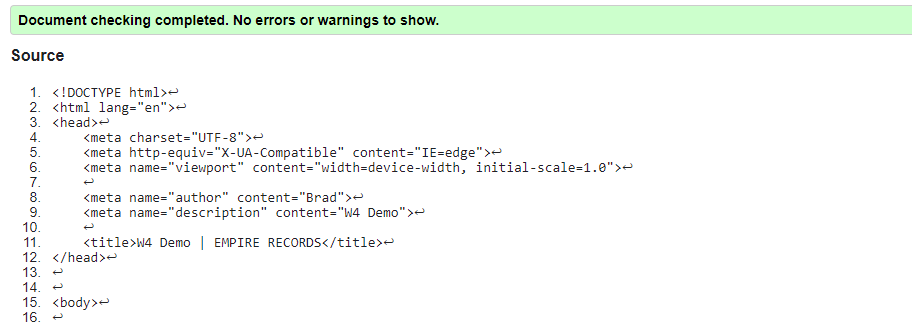 Document checking completed. No errors or warnings to show.
Source
1. <!DOCTYPE html>↩
2. <html lang="en">↩
3. <head>↩
4.     <meta charset="UTF-8">↩
5.     <meta http-equiv="X-UA-Compatible" content="IE=edge">↩
6.     <meta name="viewport" content="width=device-width, initial-scale=1.0">↩
7.     ↩
8.     <meta name="author" content="Brad">↩
9.     <meta name="description" content="W4 Demo">↩
10.     ↩
11.     <title>W4 Demo | EMPIRE RECORDS</title>↩
12. </head>↩
13. ↩
14. ↩
15. <body>↩
16. ↩